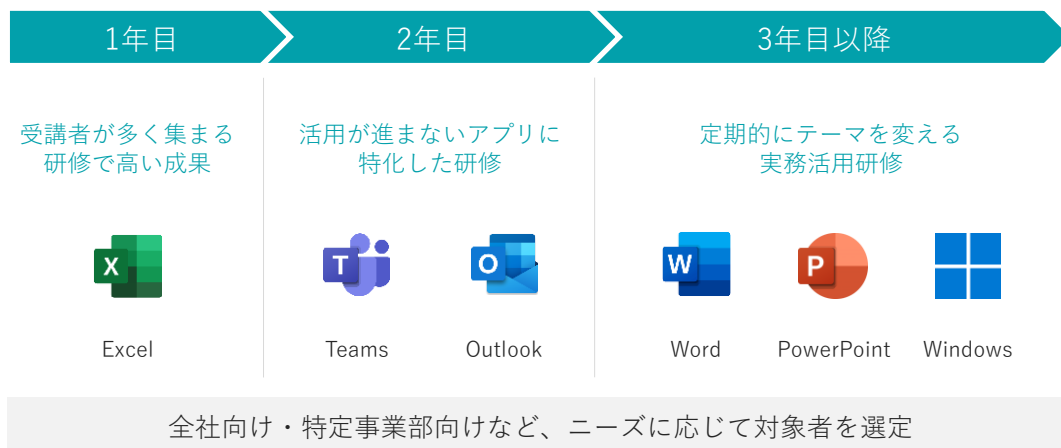 1年目
2年目
3年目以降
受講者が多く集まる
研修で高い成果
活用が進まないアプリに
特化した研修
定期的にテーマを変える
実務活用研修
X
T
O
W
P
Excel
Teams
Outlook
Word
PowerPoint
Windows
全社向け・特定事業部向けなど、ニーズに応じて対象者を選定